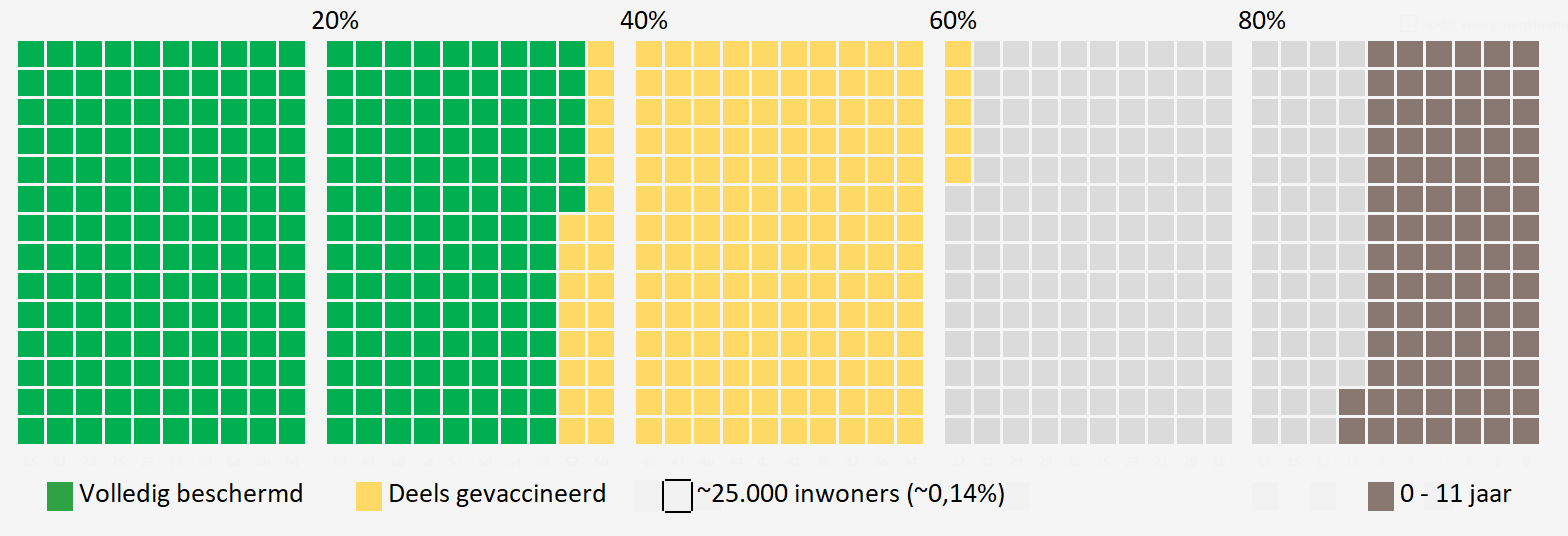 20% 40% 60% 80%
Volledig beschermd Deels gevaccineerd ~25.000 inwoners (~0,14%) 0 - 11 jaar